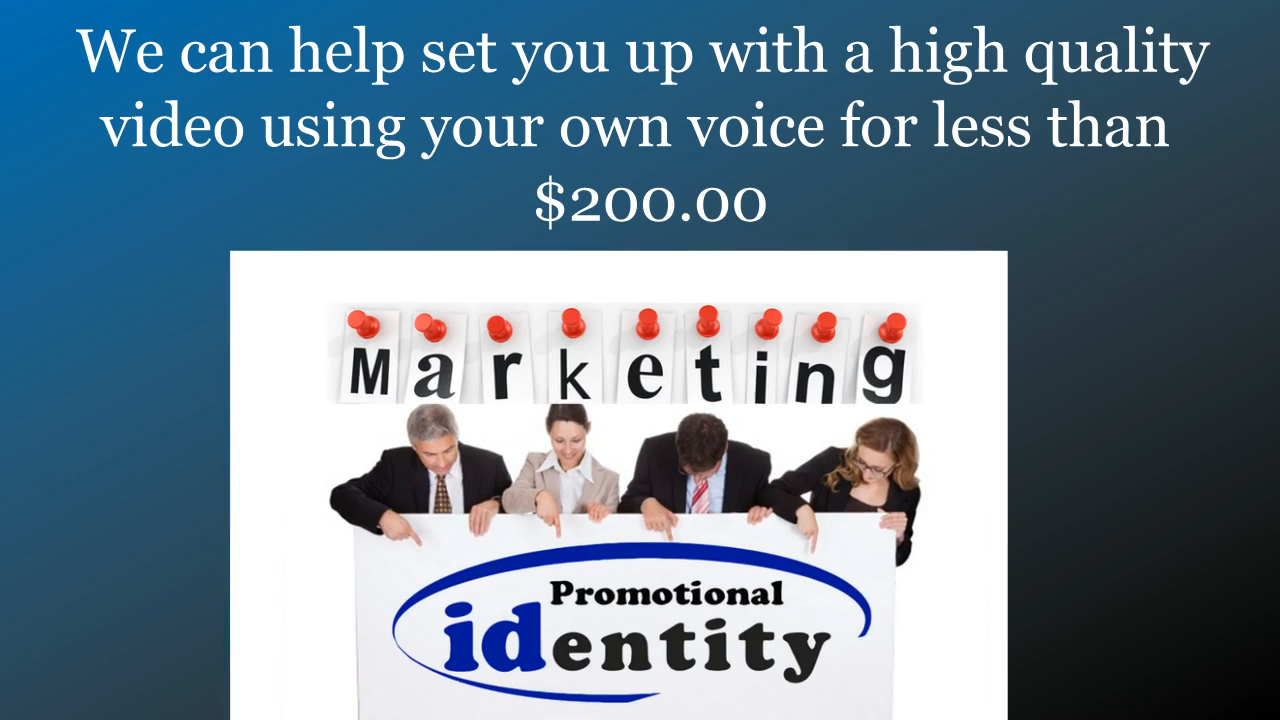 We can help set you up with a high quality
video using your own voice for less than
$200.00
Marketing
Promotional
identity